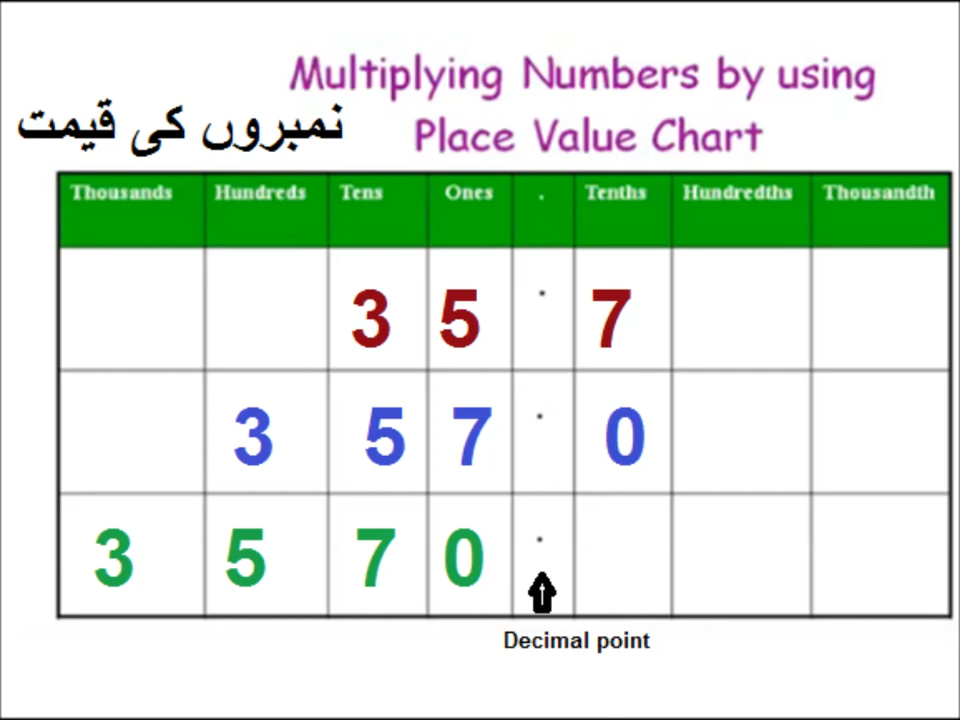 Multiplying Numbers by using
نمبروں کی قیمت
Place Value Chart
Thousands Hundreds Tens Ones . Tenths Hundredths Thousandth
3 5 . 7
3 5 7 . 0
3 5 7 0 .
Decimal point